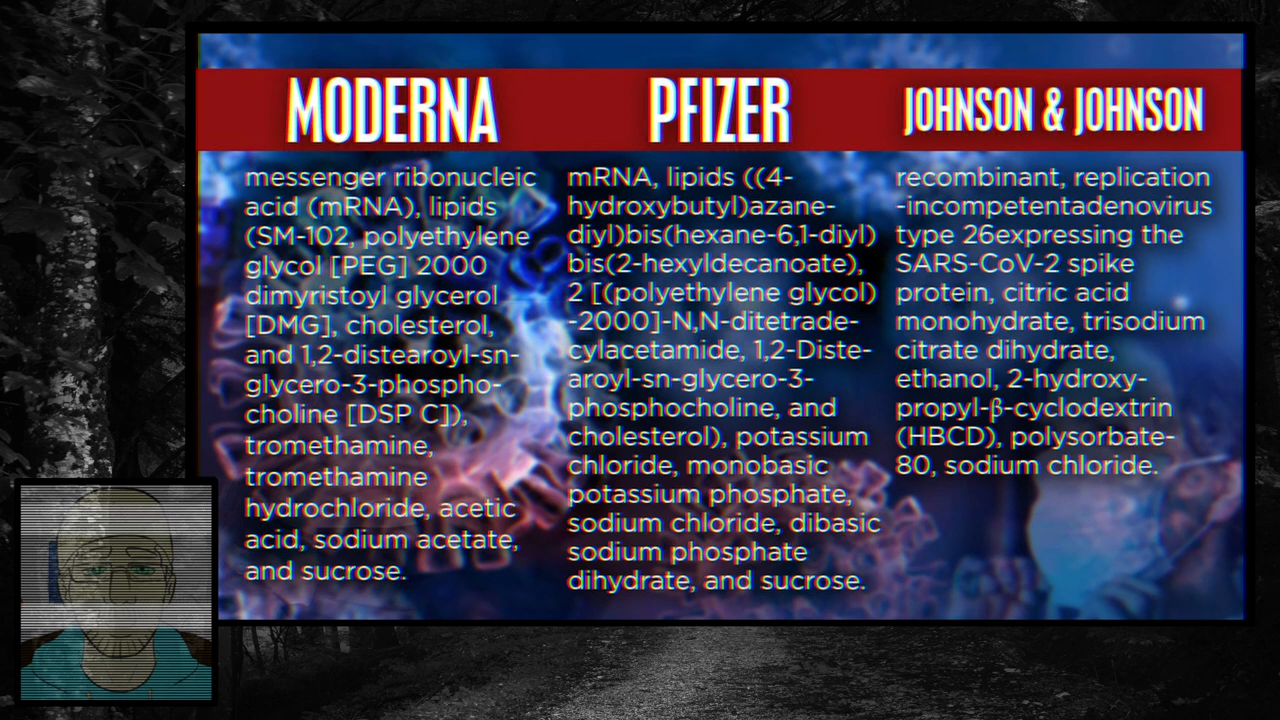 MODERNA
messenger ribonucleic
acid (mRNA), lipids
(SM-102, polyethylene
glycol [PEG] 2000
dimyristoyl glycerol
[DMG], cholesterol,
and 1,2-distearoyl-sn-
glycero-3-phospho-
choline [DSP C]),
tromethamine,
tromethamine
hydrochloride, acetic
acid, sodium acetate,
and sucrose.
PFIZER
mRNA, lipids ((4-
hydroxybutyl)azane-
diyl)bis(hexane-6,1-diyl)
bis(2-hexyldecanoate),
2 [(polyethylene glycol)
-2000]-N,N-ditetrade-
cylacetamide, 1,2-Diste-
aroyl-sn-glycero-3-
phosphocholine, and
cholesterol), potassium
chloride, monobasic
potassium phosphate,
sodium chloride, dibasic
sodium phosphate
dihydrate, and sucrose.
JOHNSON & JOHNSON
recombinant, replication
-incompetentadenovirus
type 26expressing the
SARS-CoV-2 spike
protein, citric acid
monohydrate, trisodium
citrate dihydrate,
ethanol, 2-hydroxy-
propyl-β-cyclodextrin
(HBCD), polysorbate-
80, sodium chloride.